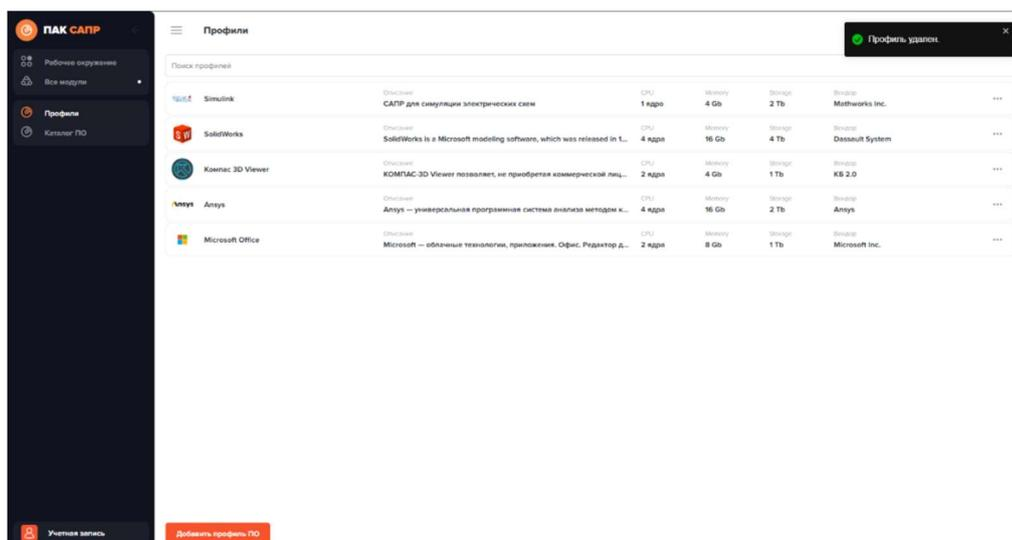 ПАК САПР
Рабочее окружение
Все модули
Профили
Каталог ПО
Учетная запись
Профили
Профиль удален.
Поиск профилей
Simulink
Описание CPU Memory Storage Вендор
САПР для симуляции электрических схем 1 ядро 4 Gb 2 Tb Mathworks Inc.
SolidWorks
Описание CPU Memory Storage Вендор
SolidWorks is a Microsoft modeling software, which was released in 1... 4 ядра 16 Gb 4 Tb Dassault System
Компас 3D Viewer
Описание CPU Memory Storage Вендор
КОМПАС-3D Viewer позволяет, не приобретая коммерческой лиц... 2 ядра 4 Gb 1 Tb КБ 2.0
Ansys Ansys
Описание CPU Memory Storage Вендор
Ansys — универсальная программная система анализа методом к... 4 ядра 16 Gb 2 Tb Ansys
Microsoft Office
Описание CPU Memory Storage Вендор
Microsoft — облачные технологии, приложения. Офис. Редактор д... 2 ядра 8 Gb 1 Tb Microsoft Inc.
Добавить профиль ПО